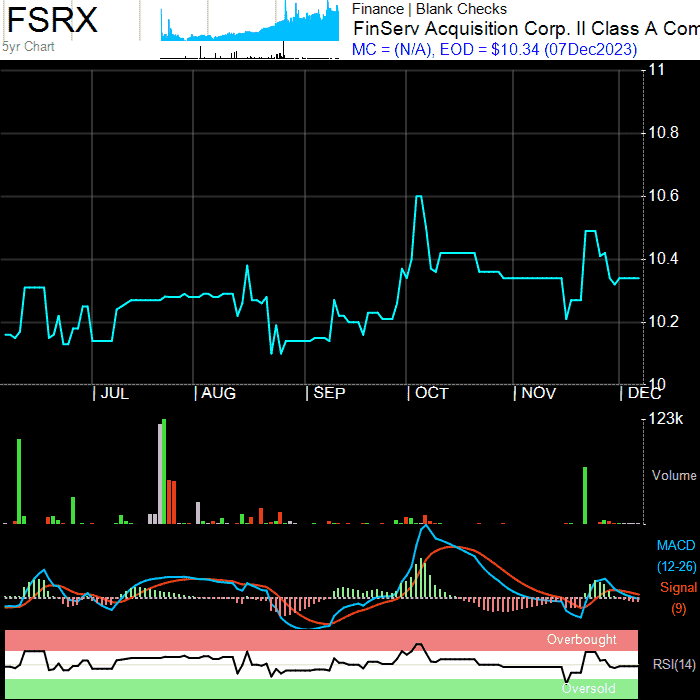 FSRX
5yr Chart
Finance | Blank Checks
FinServ Acquisition Corp. II Class A Com
MC = (N/A), EOD = $10.34 (07Dec2023)
11
10.8
10.6
10.4
10.2
10
JUL
AUG
SEP
OCT
NOV
DEC
123k
Volume
MACD
(12-26)
Signal
(9)
Overbought
RSI(14)
Oversold